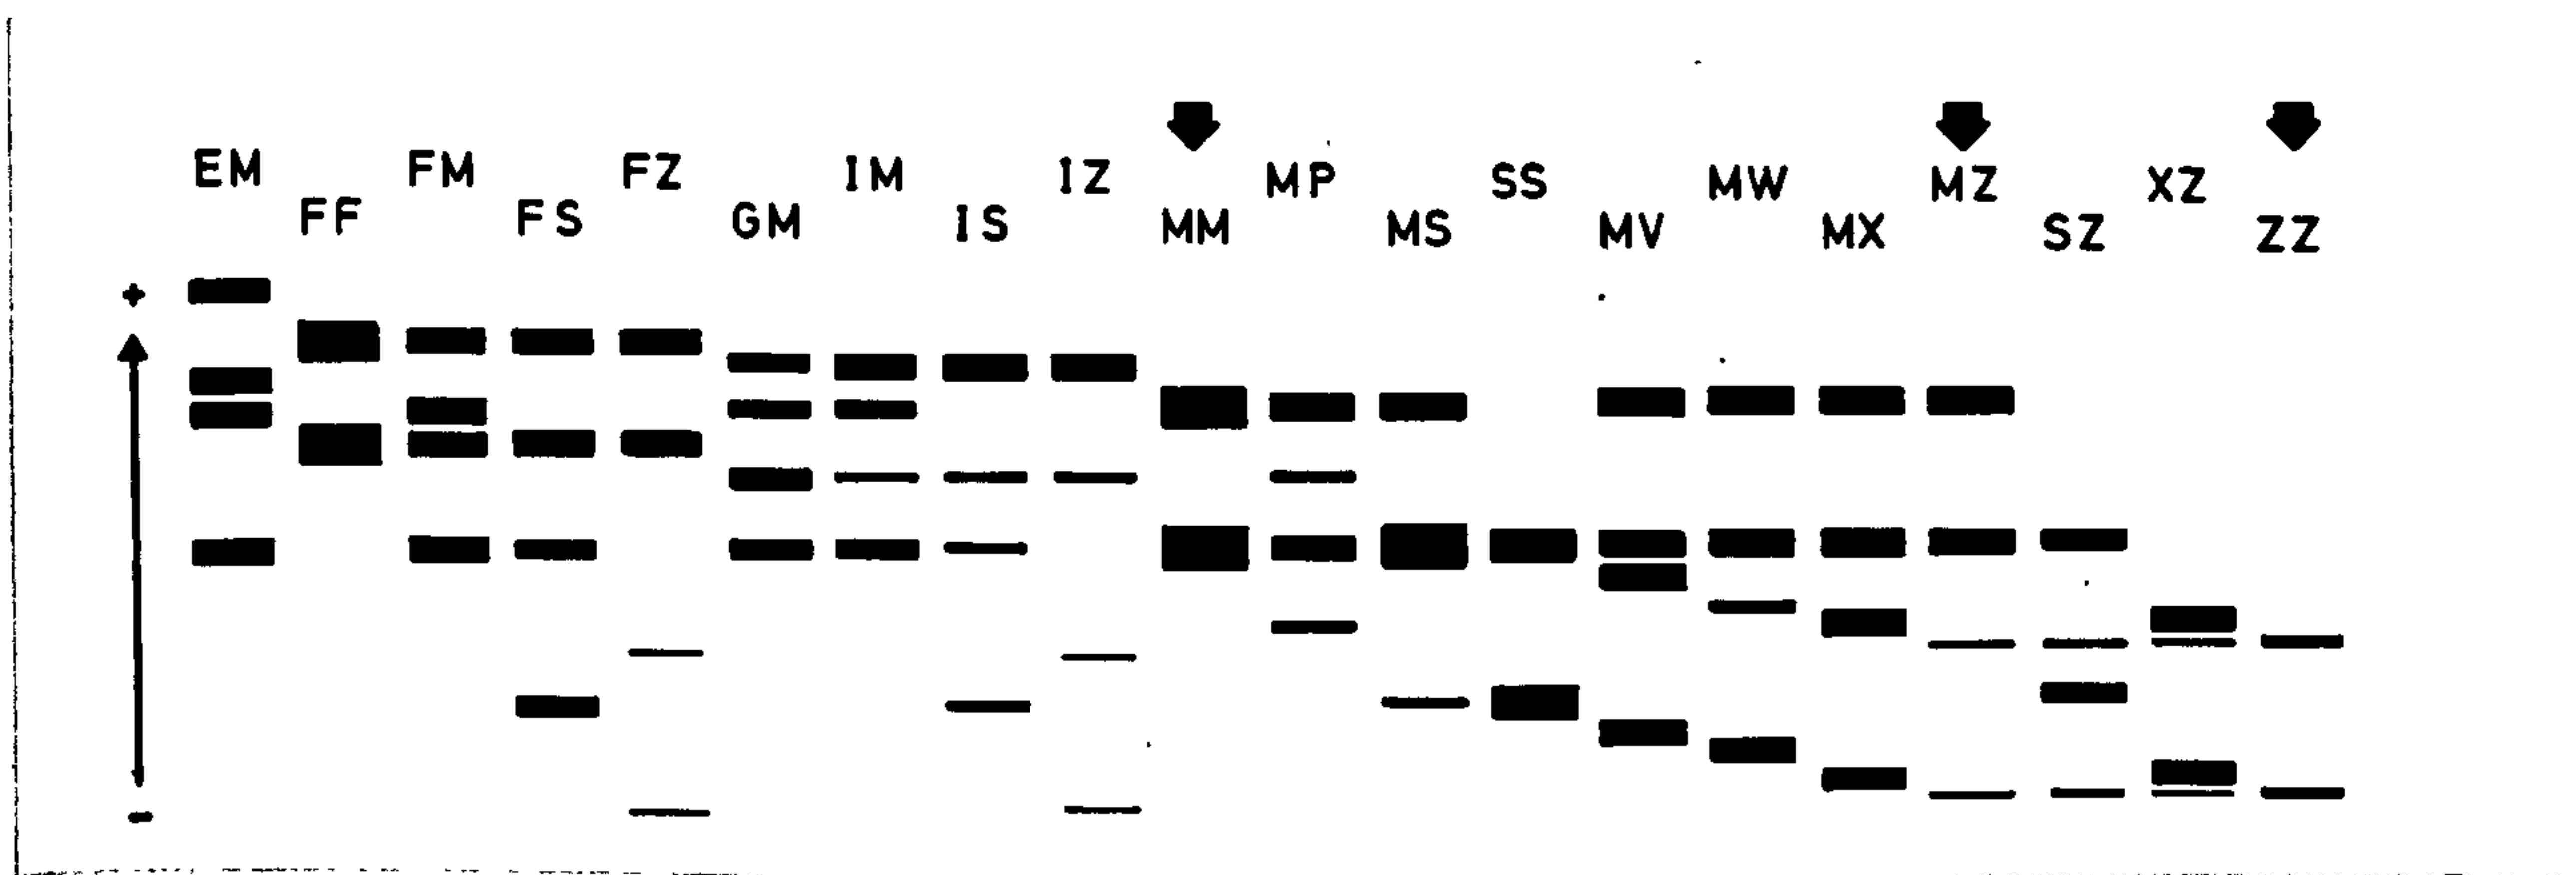 EM FM FZ IM IZ MP SS MW MZ XZ
FF FS GM IS MM MS MV MX SZ ZZ
+
-